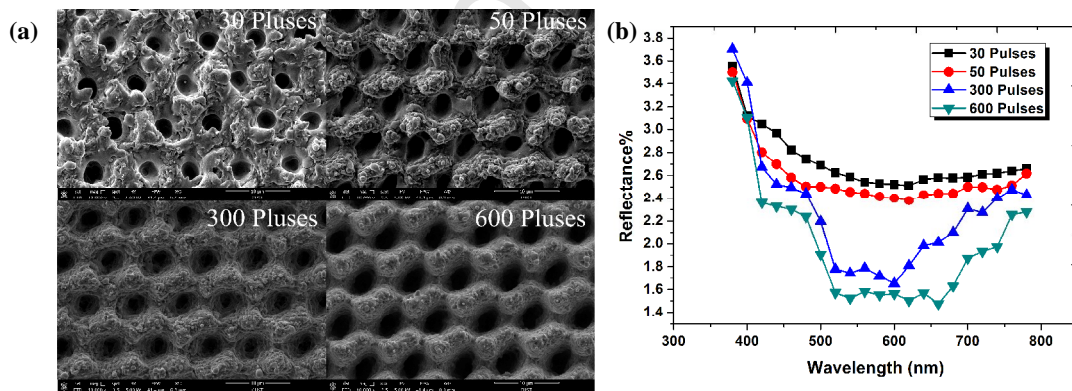 (a)
30 Pluses
50 Pluses
300 Pluses
600 Pluses
(b)
30 Pulses
50 Pulses
300 Pulses
600 Pulses
Reflectance%
3.8
3.6
3.4
3.2
3.0
2.8
2.6
2.4
2.2
2.0
1.8
1.6
1.4
300 400 500 600 700 800
Wavelength (nm)